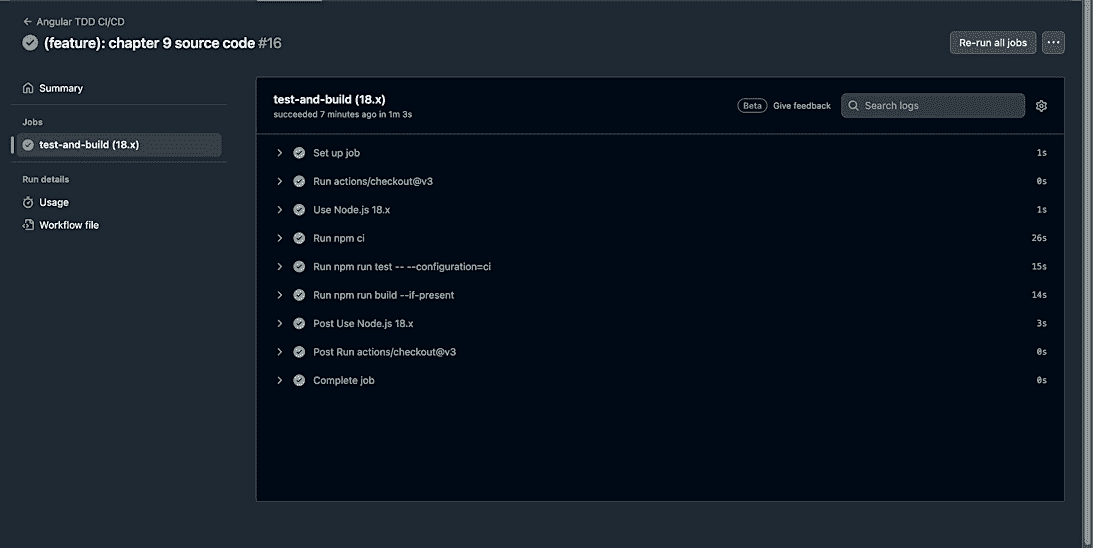 ← Angular TDD CI/CD
(feature): chapter 9 source code #16
Re-run all jobs
Summary
Jobs
test-and-build (18.x)
Run details
Usage
Workflow file
test-and-build (18.x)
succeeded 7 minutes ago in 1m 3s
Beta Give feedback
Search logs
Set up job 1s
Run actions/checkout@v3 0s
Use Node.js 18.x 1s
Run npm ci 26s
Run npm run test -- --configuration=ci 15s
Run npm run build --if-present 14s
Post Use Node.js 18.x 3s
Post Run actions/checkout@v3 0s
Complete job 0s